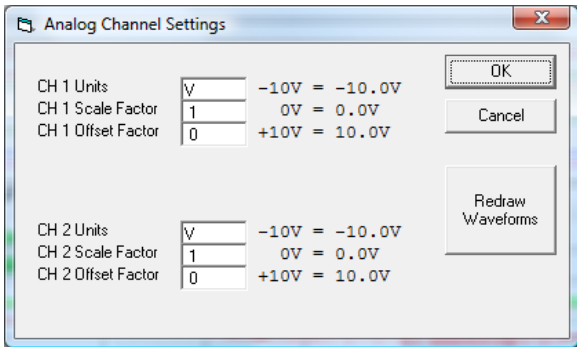 Analog Channel Settings
CH 1 Units V -10V = -10.0V
CH 1 Scale Factor 1 0V = 0.0V
CH 1 Offset Factor 0 +10V = 10.0V
OK
Cancel
Redraw
Waveforms
CH 2 Units V -10V = -10.0V
CH 2 Scale Factor 1 0V = 0.0V
CH 2 Offset Factor 0 +10V = 10.0V